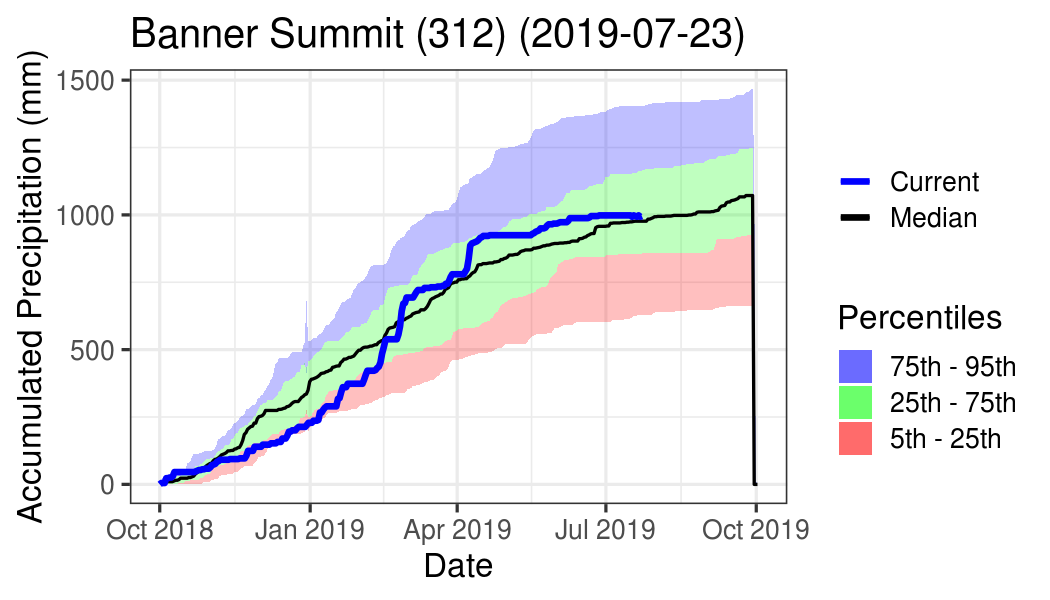 Banner Summit (312) (2019-07-23)
Accumulated Precipitation (mm)
1500
1000
500
0
Oct 2018
Jan 2019
Apr 2019
Jul 2019
Oct 2019
Date
Current
Median
Percentiles
75th - 95th
25th - 75th
5th - 25th